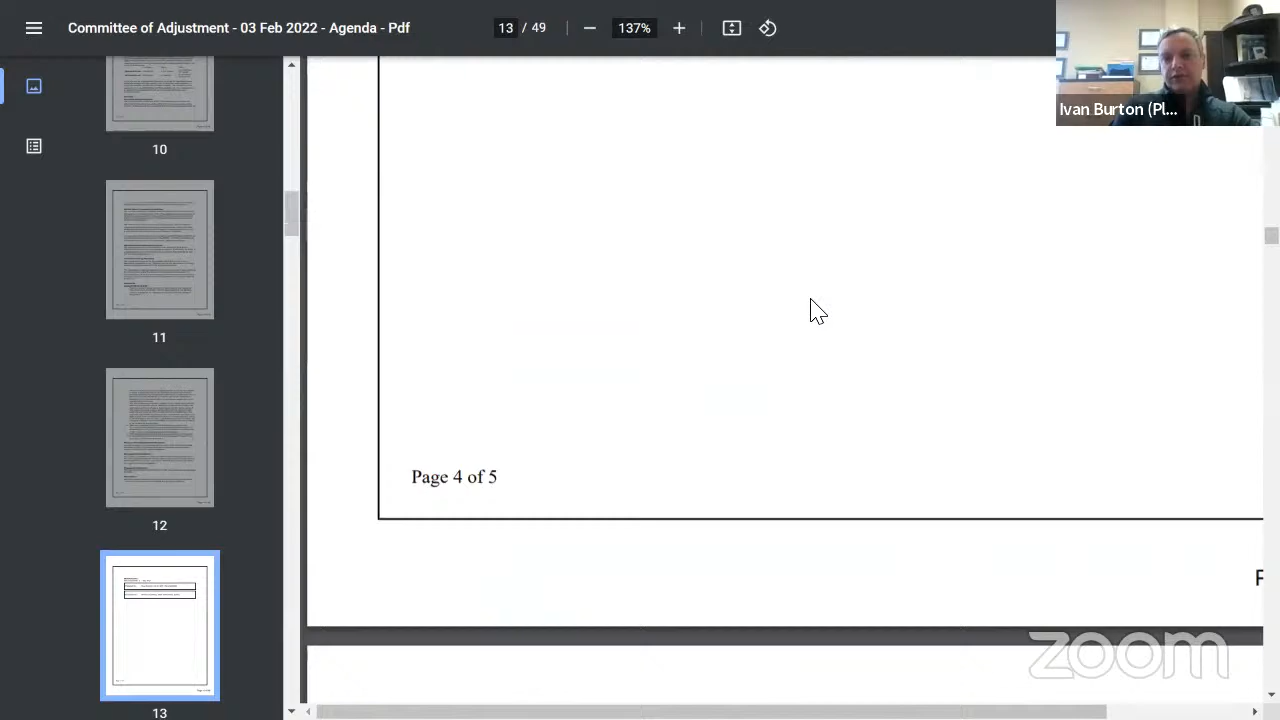 Committee of Adjustment - 03 Feb 2022 - Agenda - Pdf
13 / 49
137%
Ivan Burton (Pl...
10
11
12
13
Page 4 of 5
zoom